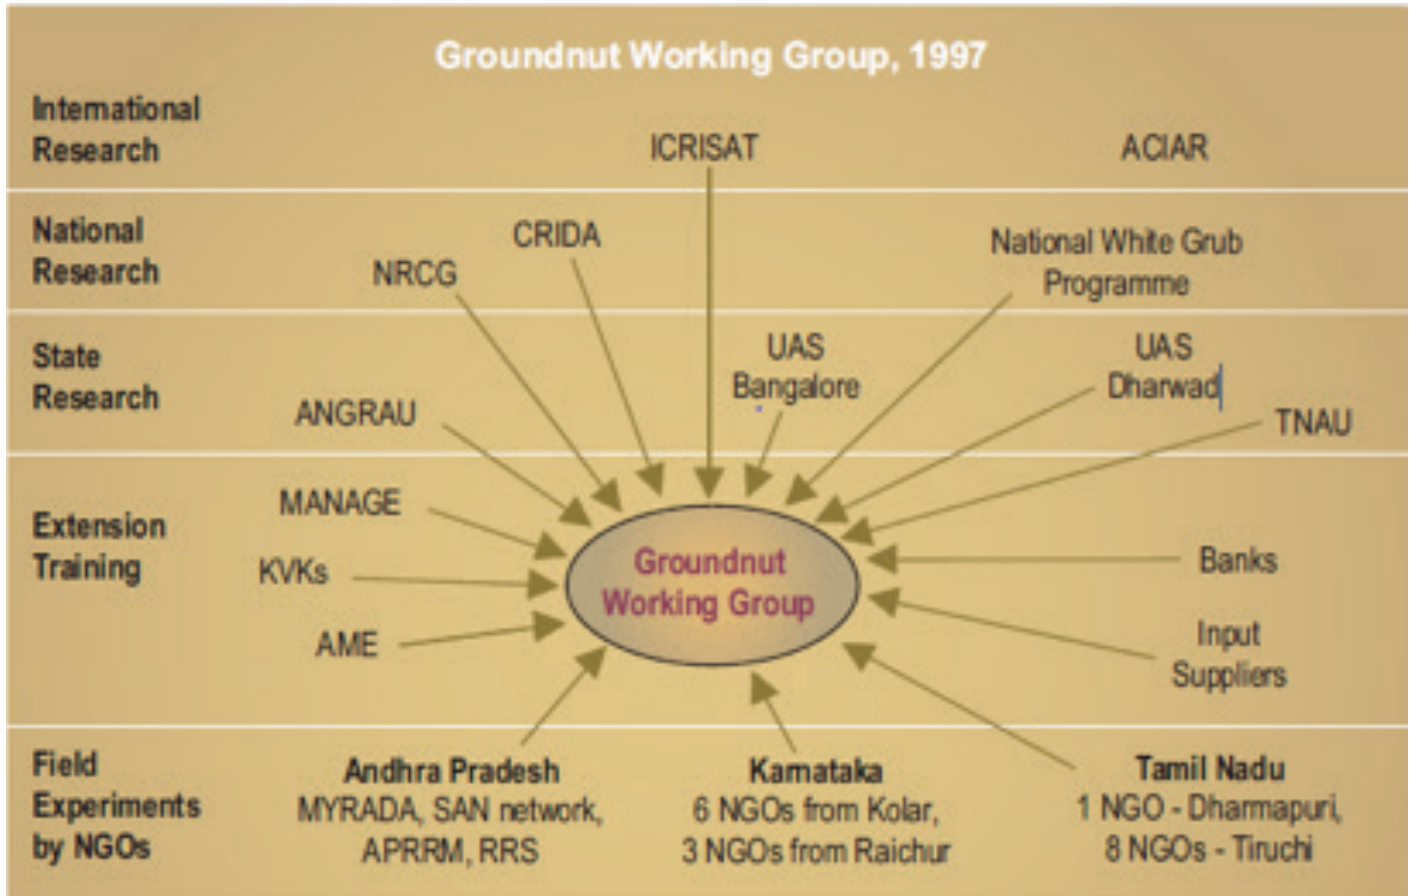 Groundnut Working Group, 1997
International
Research
ICRISAT
ACIAR
National
Research
CRIDA
NRCG
National White Grub
Programme
State
Research
UAS
Bangalore
UAS
Dharwad
ANGRAU
TNAU
Extension
Training
MANAGE
KVKs
AME
Groundnut
Working Group
Banks
Input
Suppliers
Field
Experiments
by NGOs
Andhra Pradesh
MYRADA, SAN network,
APRRM, RRS
Karnataka
6 NGOs from Kolar,
3 NGOs from Raichur
Tamil Nadu
1 NGO - Dharmapuri,
8 NGOs - Tiruchi